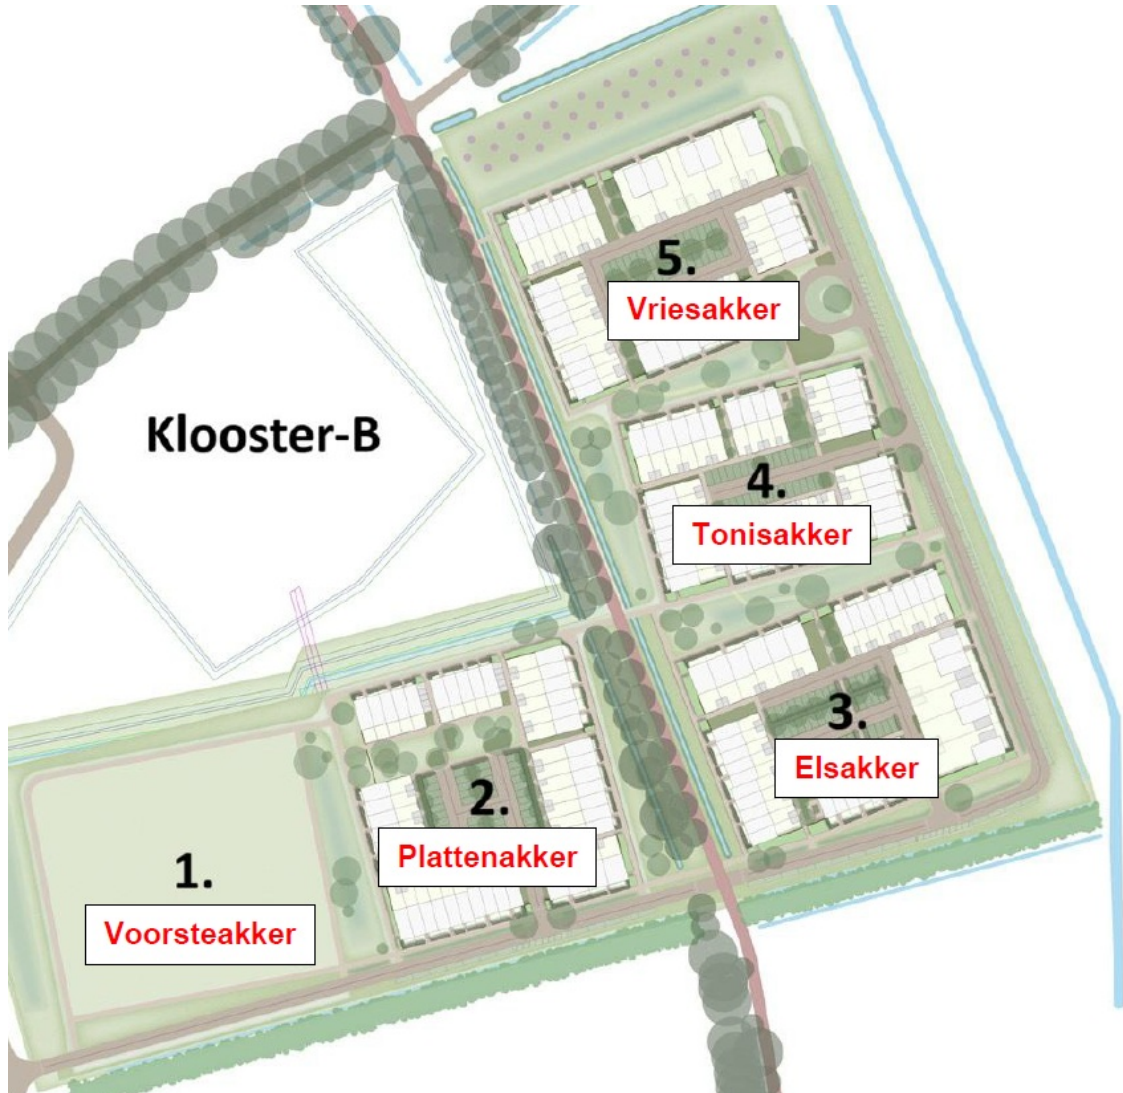 5.
Vriesakker
Klooster-B
4.
Tonisakker
3.
Elsakker
2.
Plattenakker
1.
Voorsteakker